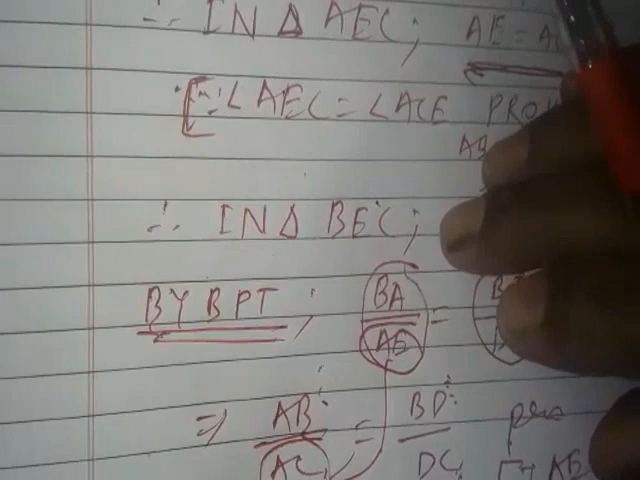 ∴ IN Δ AEC; AE = A
[∵ ∠AEC = ∠ACE PRO
∴ IN Δ BEC;
BY BPT; BA/AE = B
⇒ AB/AC = BD/DC